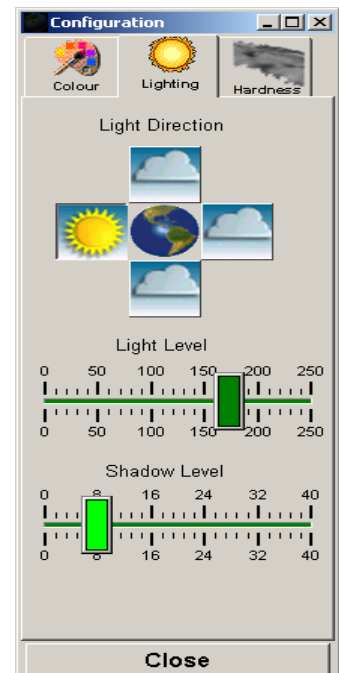 Configuration
Colour Lighting Hardness
Light Direction
Light Level
0 50 100 150 200 250
0 50 100 150 200 250
Shadow Level
0 8 16 24 32 40
0 8 16 24 32 40
Close